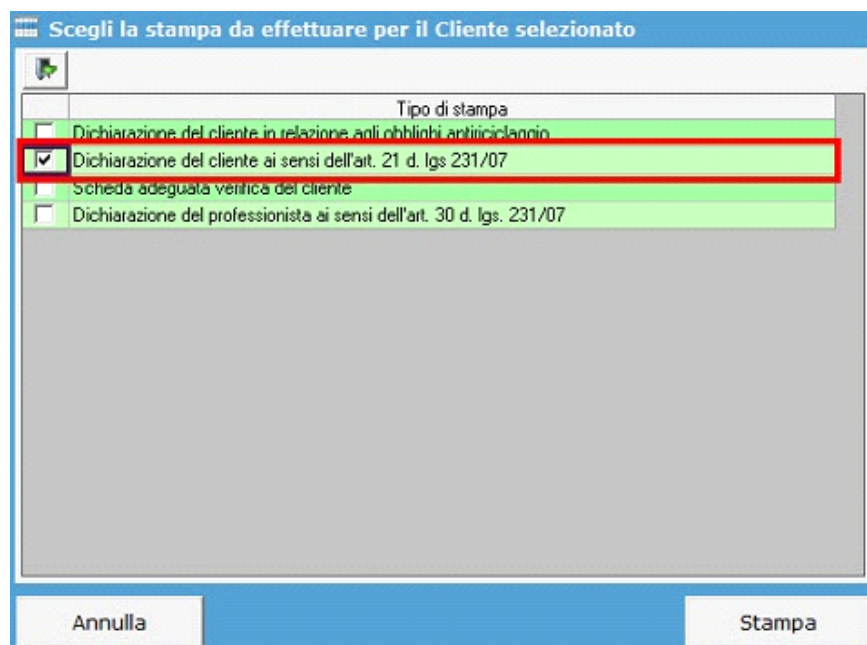 Scegli la stampa da effettuare per il Cliente selezionato
Tipo di stampa
Dichiarazione del cliente in relazione agli obblighi antiriciclaggio
Dichiarazione del cliente ai sensi dell'art. 21 d. lgs 231/07
Scheda adeguata verifica del cliente
Dichiarazione del professionista ai sensi dell'art. 30 d. lgs. 231/07
Annulla
Stampa